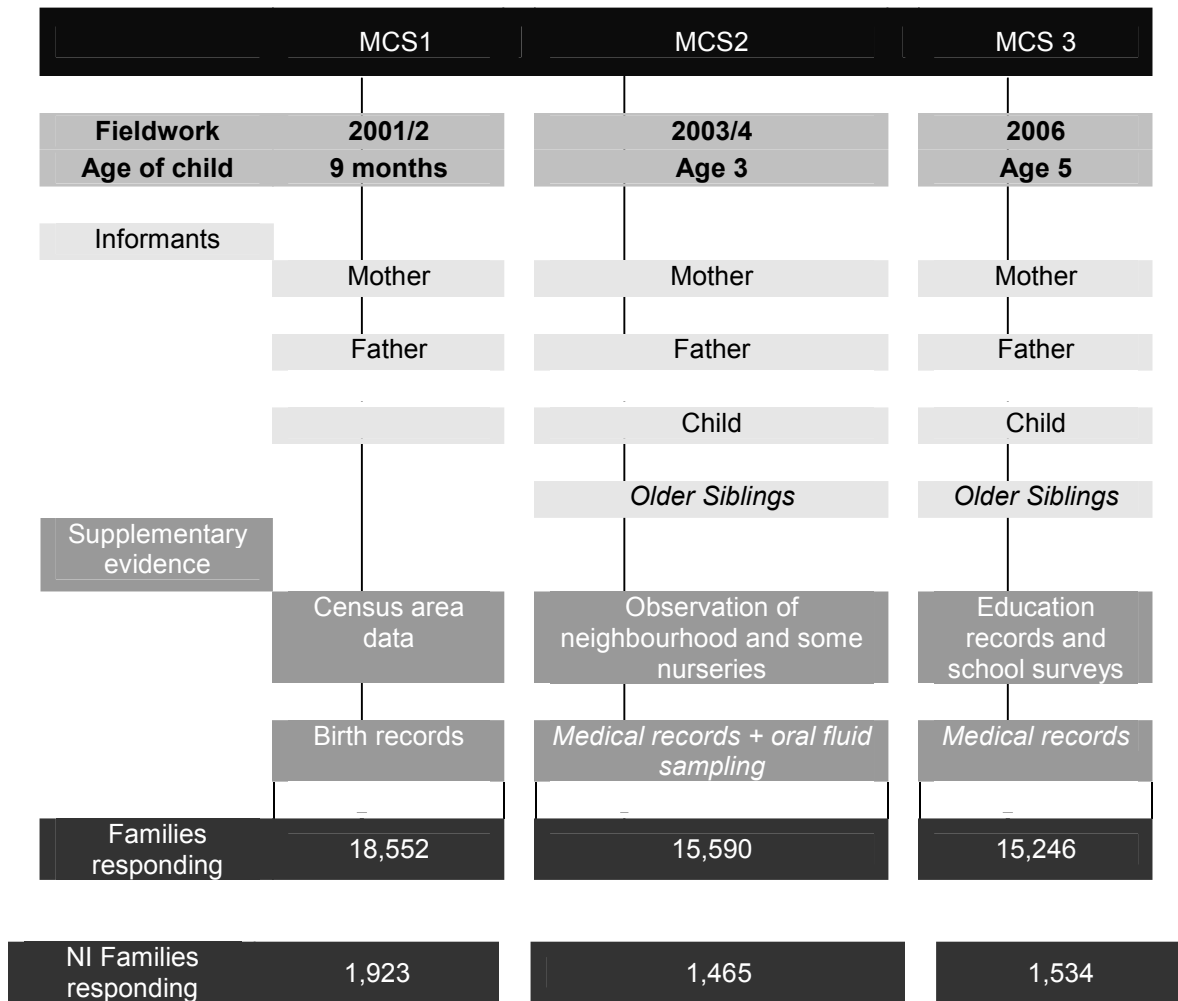 MCS1 MCS2 MCS 3
Fieldwork 2001/2 2003/4 2006
Age of child 9 months Age 3 Age 5
Informants
Mother Mother Mother
Father Father Father
Child Child
Older Siblings Older Siblings
Supplementary
evidence
Census area
data
Observation of
neighbourhood and some
nurseries
Education
records and
school surveys
Birth records
Medical records + oral fluid
sampling
Medical records
Families
responding
18,552 15,590 15,246
NI Families
responding
1,923 1,465 1,534